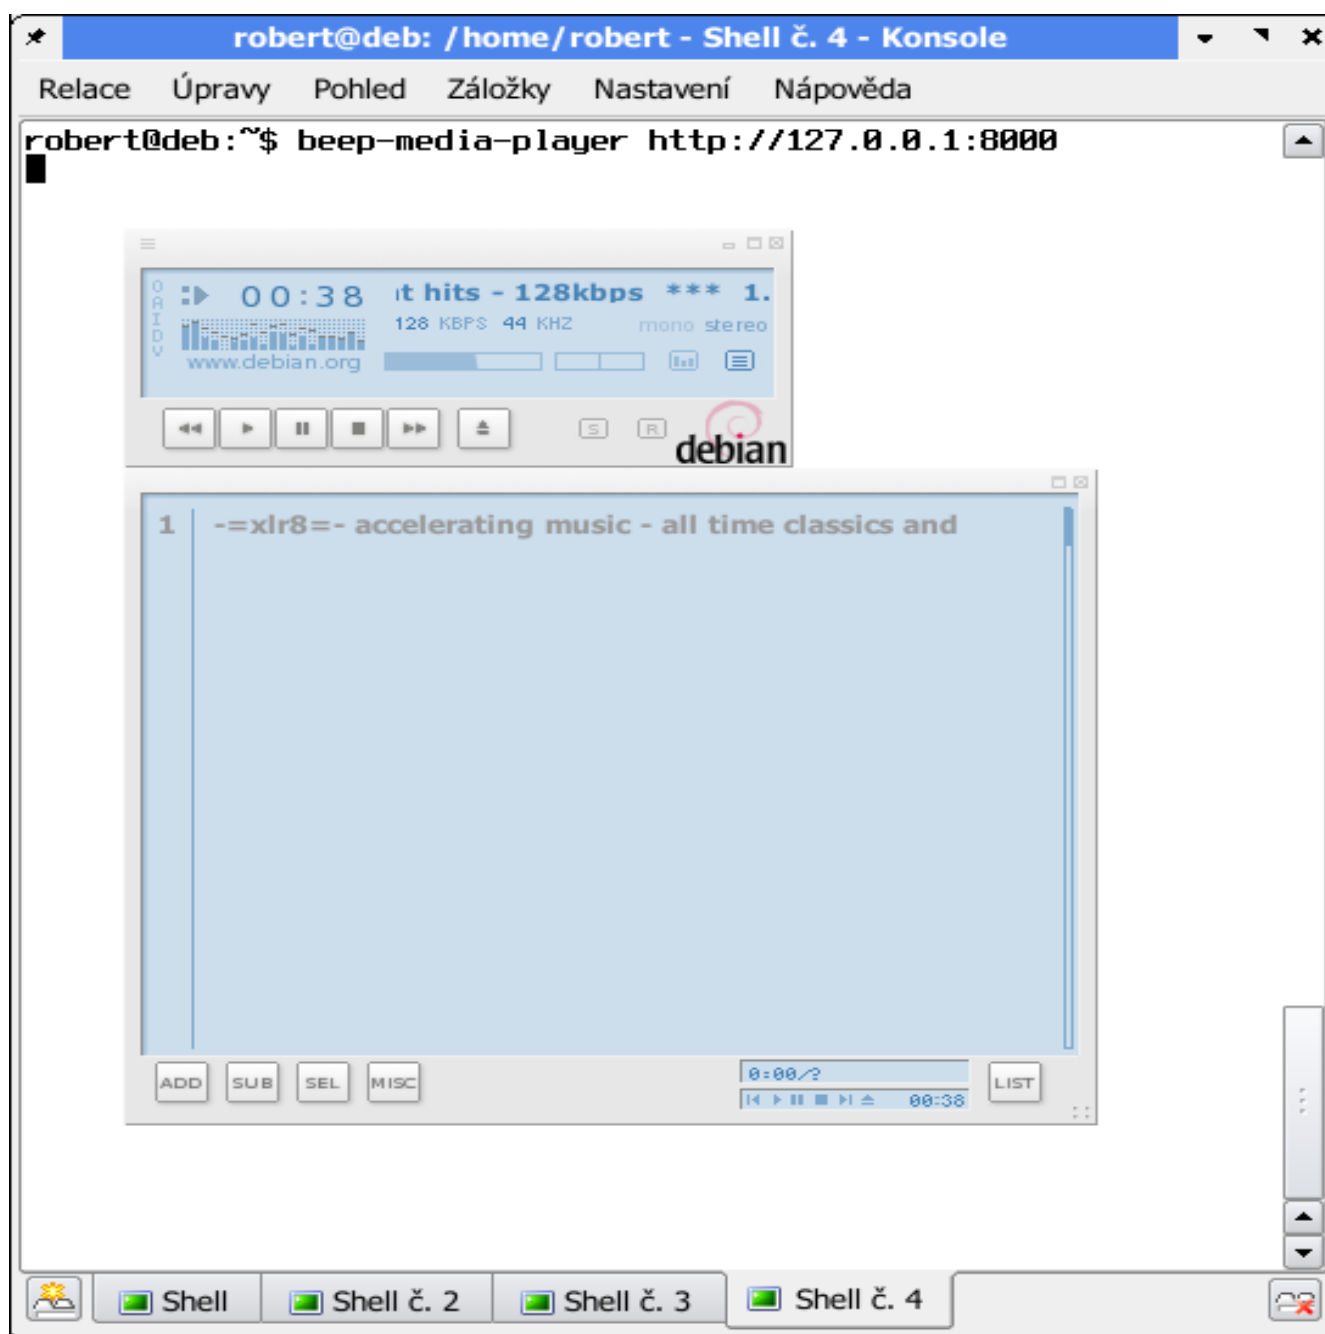 robert@deb: /home/robert - Shell č. 4 - Konsole
Relace Úpravy Pohled Záložky Nastavení Nápověda
robert@deb:~$ beep-media-player http://127.0.0.1:8000
O
A
I
D
V
00:38
ıt hits - 128kbps *** 1.
128 KBPS 44 KHZ mono stereo
www.debian.org
S R
debian
1 -=xlr8=- accelerating music - all time classics and
ADD SUB SEL MISC
0:00/?
00:38
LIST
Shell Shell č. 2 Shell č. 3 Shell č. 4